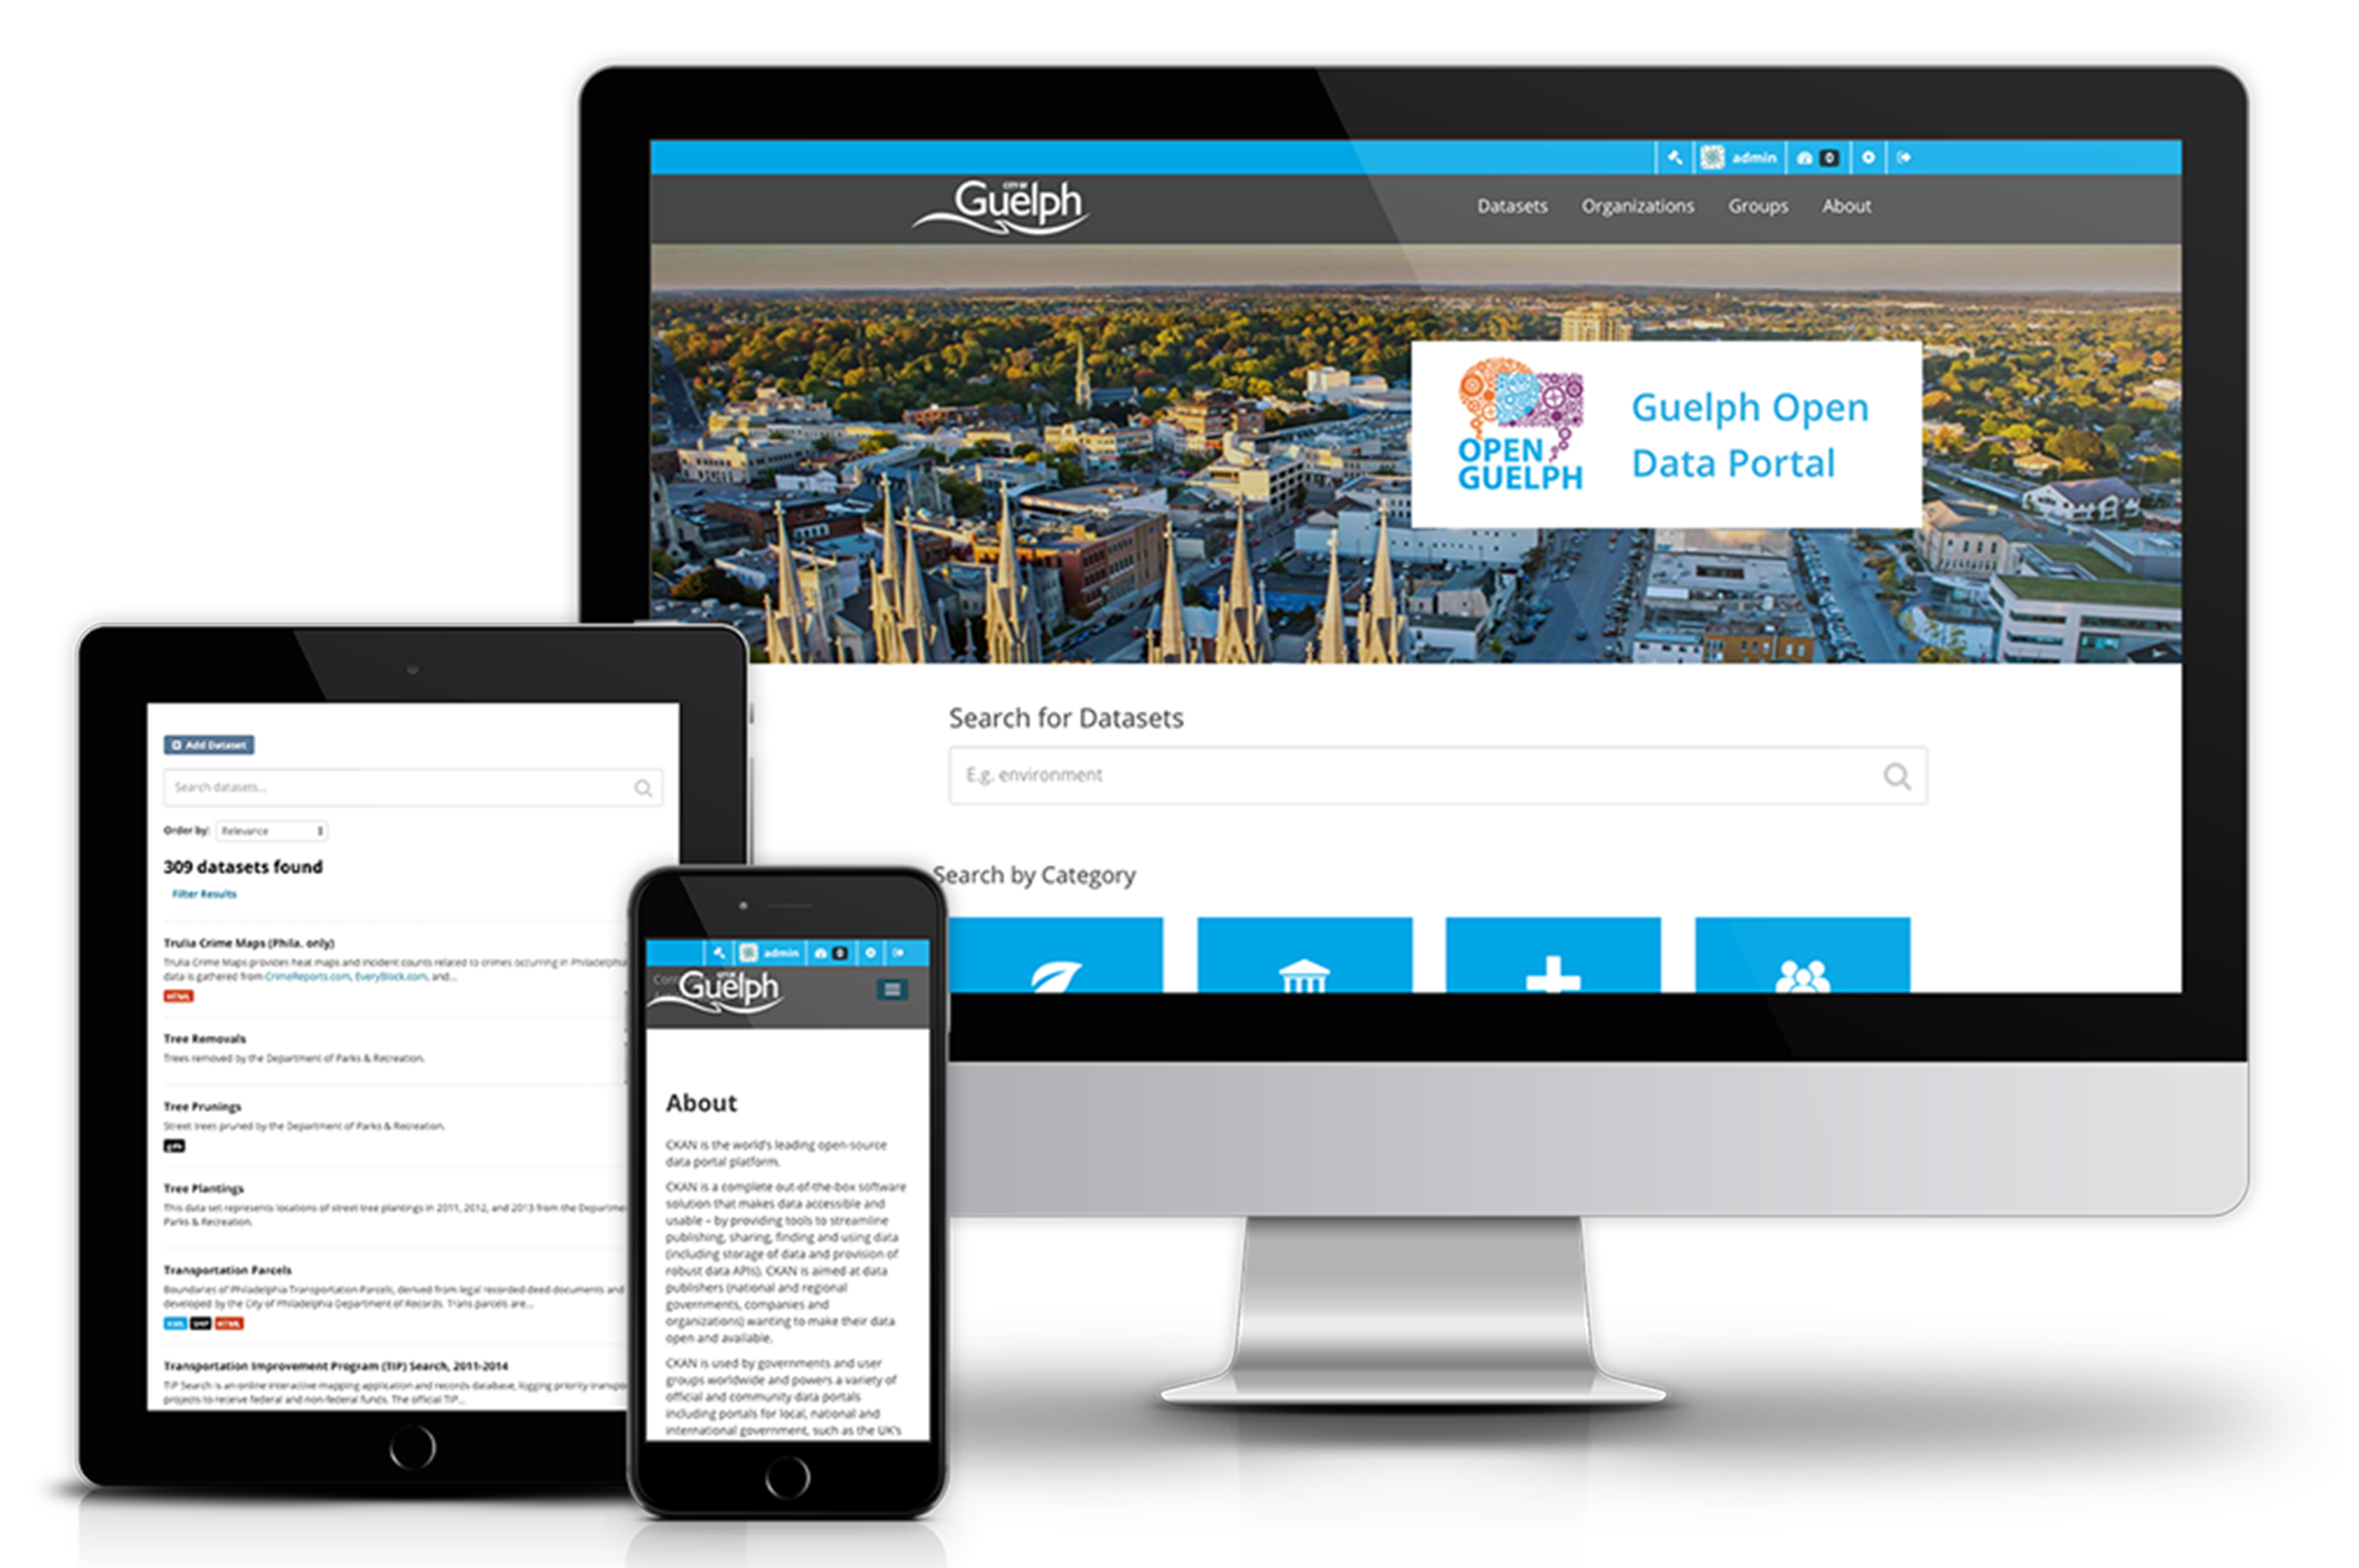 admin
0
CITY OF
Guelph
Datasets
Organizations
Groups
About
OPEN
GUELPH
Guelph Open
Data Portal
Search for Datasets
E.g. environment
Search by Category
Add Dataset
Search datasets...
Order by:
Relevance
309 datasets found
Filter Results
Trulia Crime Maps (Phila. only)
Trulia Crime Maps provides heat maps and incident counts related to crimes occurring in Philadelphia
data is gathered from CrimeReports.com, EveryBlock.com, and...
HTML
Tree Removals
Trees removed by the Department of Parks & Recreation.
Tree Prunings
Street trees pruned by the Department of Parks & Recreation.
Tree Plantings
This data set represents locations of street tree plantings in 2011, 2012, and 2013 from the Departme
Parks & Recreation.
Transportation Parcels
Boundaries of Philadelphia Transportation Parcels, derived from legal recorded deed documents and
developed by the City of Philadelphia Department of Records. Trans parcels are...
XML
HTML
Transportation Improvement Program (TIP) Search, 2011-2014
TIP Search is an online interactive mapping application and records database, logging priority transpo
projects to receive federal and non-federal funds. The official TIP...
admin
0
Guelph
About
CKAN is the world's leading open-source
data portal platform.
CKAN is a complete out-of-the-box software
solution that makes data accessible and
usable – by providing tools to streamline
publishing, sharing, finding and using data
(including storage of data and provision of
robust data APIs). CKAN is aimed at data
publishers (national and regional
governments, companies and
organizations) wanting to make their data
open and available.
CKAN is used by governments and user
groups worldwide and powers a variety of
official and community data portals
including portals for local, national and
international government, such as the UK's